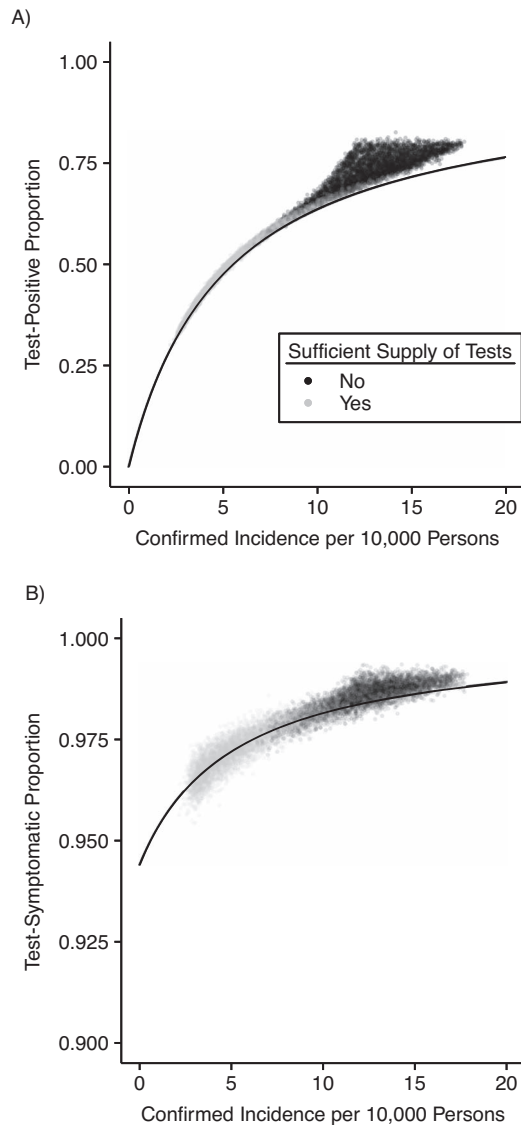 A)
Test-Positive Proportion
1.00
0.75
0.50
0.25
0.00
Sufficient Supply of Tests
No
Yes
0 5 10 15 20
Confirmed Incidence per 10,000 Persons
B)
Test-Symptomatic Proportion
1.000
0.975
0.950
0.925
0.900
0 5 10 15 20
Confirmed Incidence per 10,000 Persons